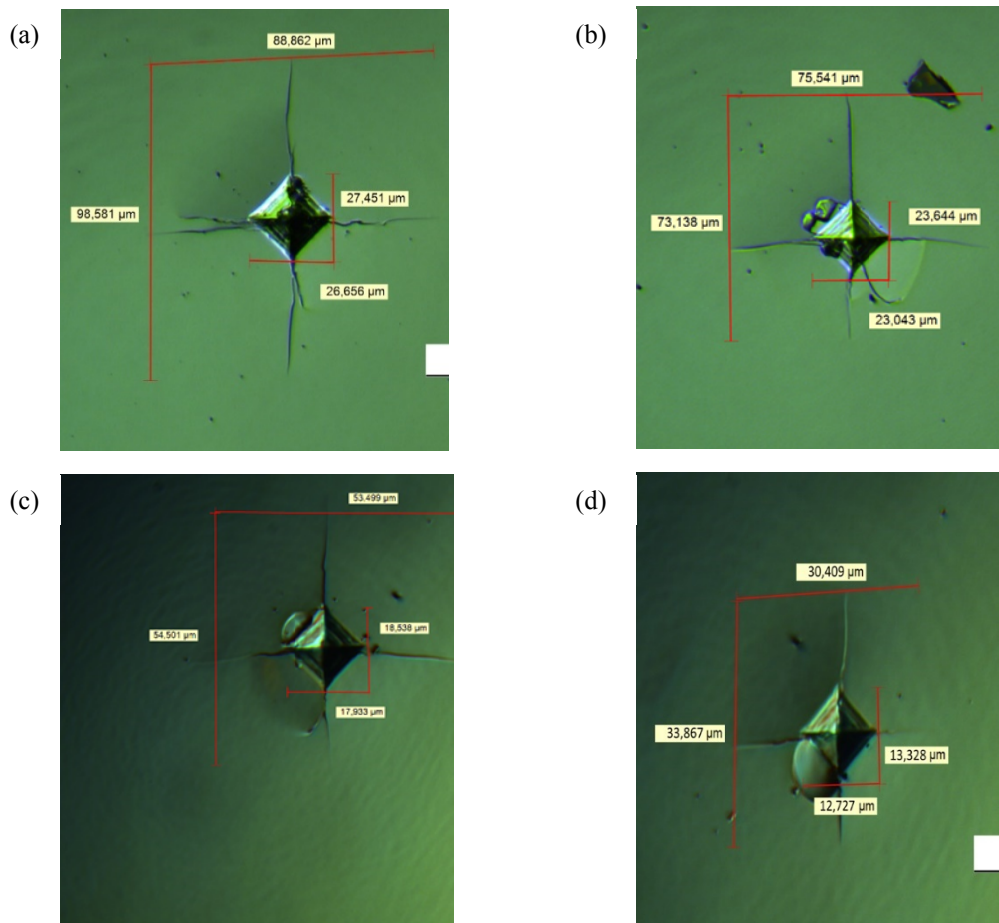 (a)
88,862 µm
98,581 µm
27,451 µm
26,656 µm
(b)
75,541 µm
73,138 µm
23,644 µm
23,043 µm
(c)
53.499 µm
54,501 µm
18,538 µm
17,933 µm
(d)
30,409 µm
33,867 µm
13,328 µm
12,727 µm